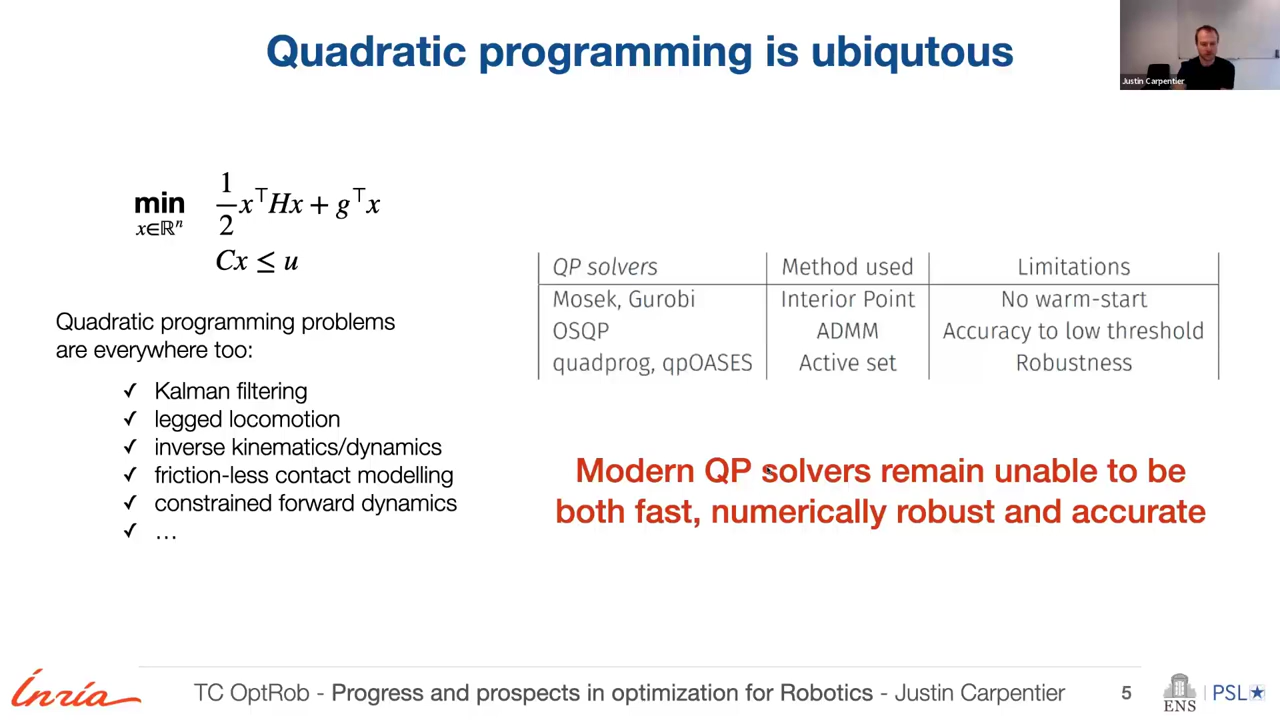 Quadratic programming is ubiqutous
Justin Carpentier
min x∈ℝⁿ 1/2 x⊤Hx + g⊤x
Cx ≤ u
Quadratic programming problems
are everywhere too:
✓ Kalman filtering
✓ legged locomotion
✓ inverse kinematics/dynamics
✓ friction-less contact modelling
✓ constrained forward dynamics
✓ …
QP solvers Method used Limitations
Mosek, Gurobi Interior Point No warm-start
OSQP ADMM Accuracy to low threshold
quadprog, qpOASES Active set Robustness
Modern QP solvers remain unable to be
both fast, numerically robust and accurate
Inria
TC OptRob - Progress and prospects in optimization for Robotics - Justin Carpentier
5
ENS
PSL★